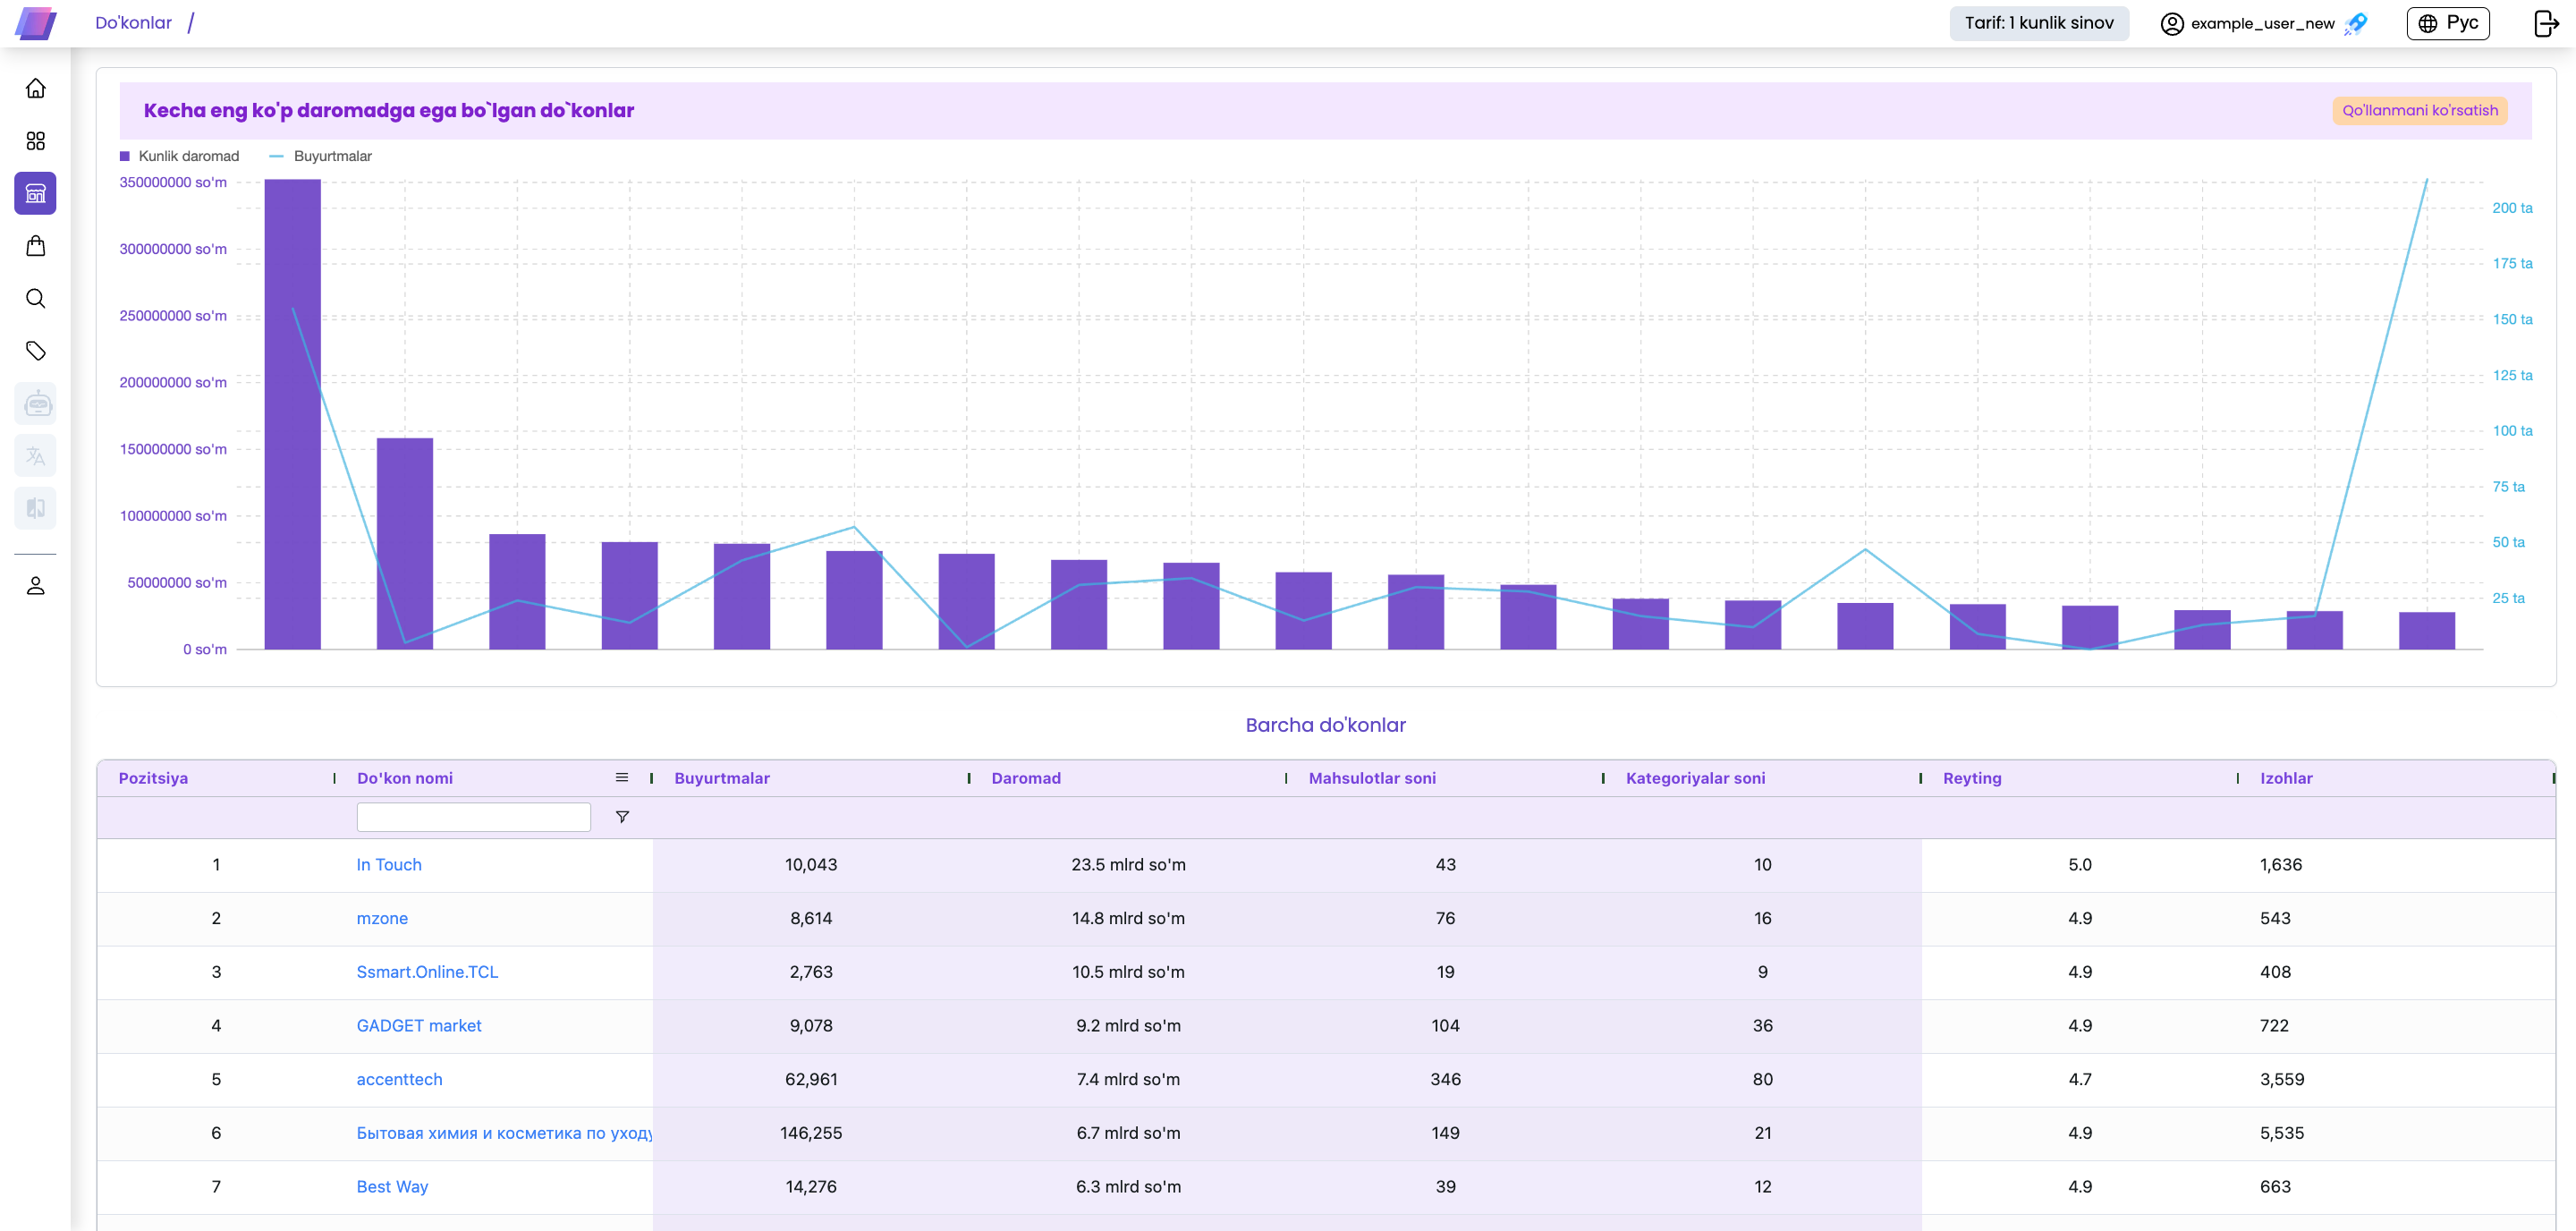 Do'konlar /
Tarif: 1 kunlik sinov
example_user_new
Рус
Kecha eng ko'p daromadga ega bo`lgan do`konlar
Qo'llanmani ko'rsatish
Kunlik daromad
Buyurtmalar
350000000 so'm
300000000 so'm
250000000 so'm
200000000 so'm
150000000 so'm
100000000 so'm
50000000 so'm
0 so'm
200 ta
175 ta
150 ta
125 ta
100 ta
75 ta
50 ta
25 ta
Barcha do'konlar
Pozitsiya Do'kon nomi Buyurtmalar Daromad Mahsulotlar soni Kategoriyalar soni Reyting Izohlar
1 In Touch 10,043 23.5 mlrd so'm 43 10 5.0 1,636
2 mzone 8,614 14.8 mlrd so'm 76 16 4.9 543
3 Ssmart.Online.TCL 2,763 10.5 mlrd so'm 19 9 4.9 408
4 GADGET market 9,078 9.2 mlrd so'm 104 36 4.9 722
5 accenttech 62,961 7.4 mlrd so'm 346 80 4.7 3,559
6 Бытовая химия и косметика по уходу 146,255 6.7 mlrd so'm 149 21 4.9 5,535
7 Best Way 14,276 6.3 mlrd so'm 39 12 4.9 663